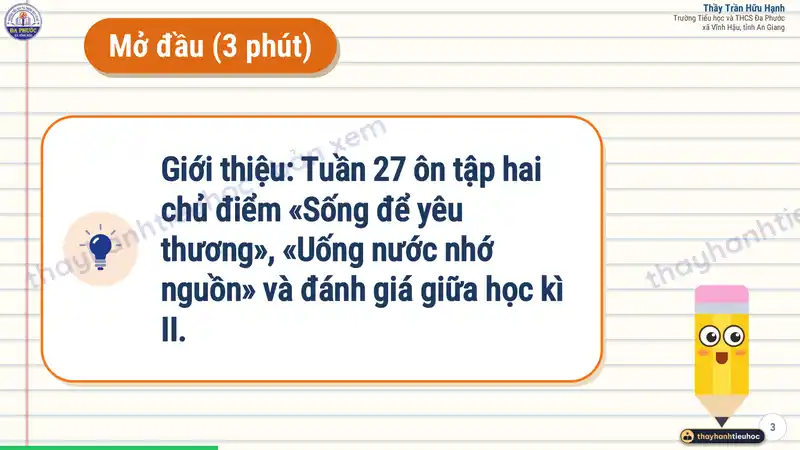 Thầy Trần Hữu Hạnh
Trường Tiểu học và THCS Đa Phước
xã Vĩnh Hậu, tỉnh An Giang
ĐA PHƯỚC
Mở đầu (3 phút)
Giới thiệu: Tuần 27 ôn tập hai
chủ điểm «Sống để yêu
thương», «Uống nước nhớ
nguồn» và đánh giá giữa học kì
II.
3
thayhanhtieuhoc